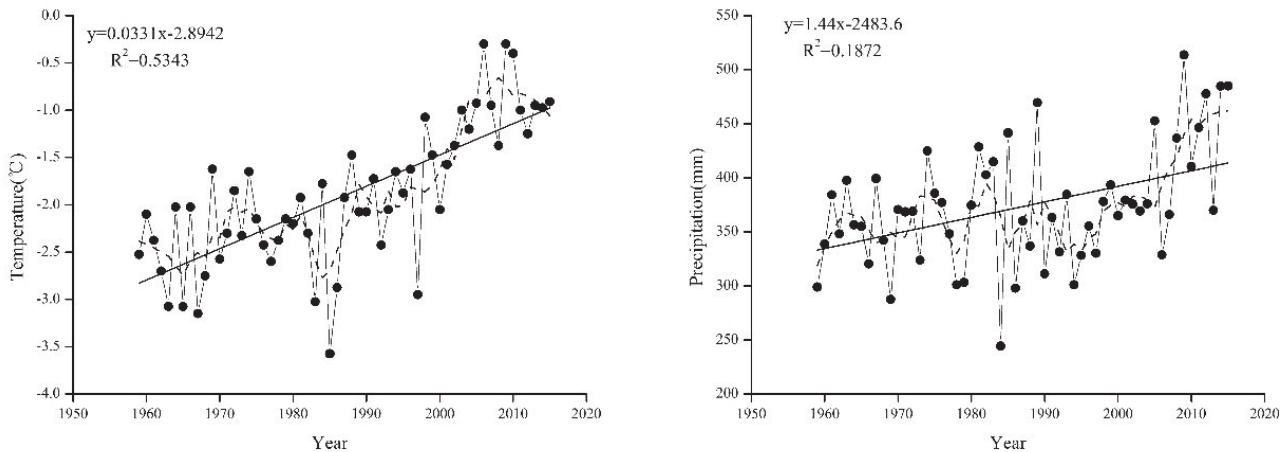 y=0.0331x-2.8942
R²−0.5343
0.0
-0.5
-1.0
-1.5
-2.0
-2.5
-3.0
-3.5
-4.0
Temperature(℃)
1950 1960 1970 1980 1990 2000 2010 2020
Year
y=1.44x-2483.6
R²−0.1872
550
500
450
400
350
300
250
200
Precipitation(mm)
1950 1960 1970 1980 1990 2000 2010 2020
Year